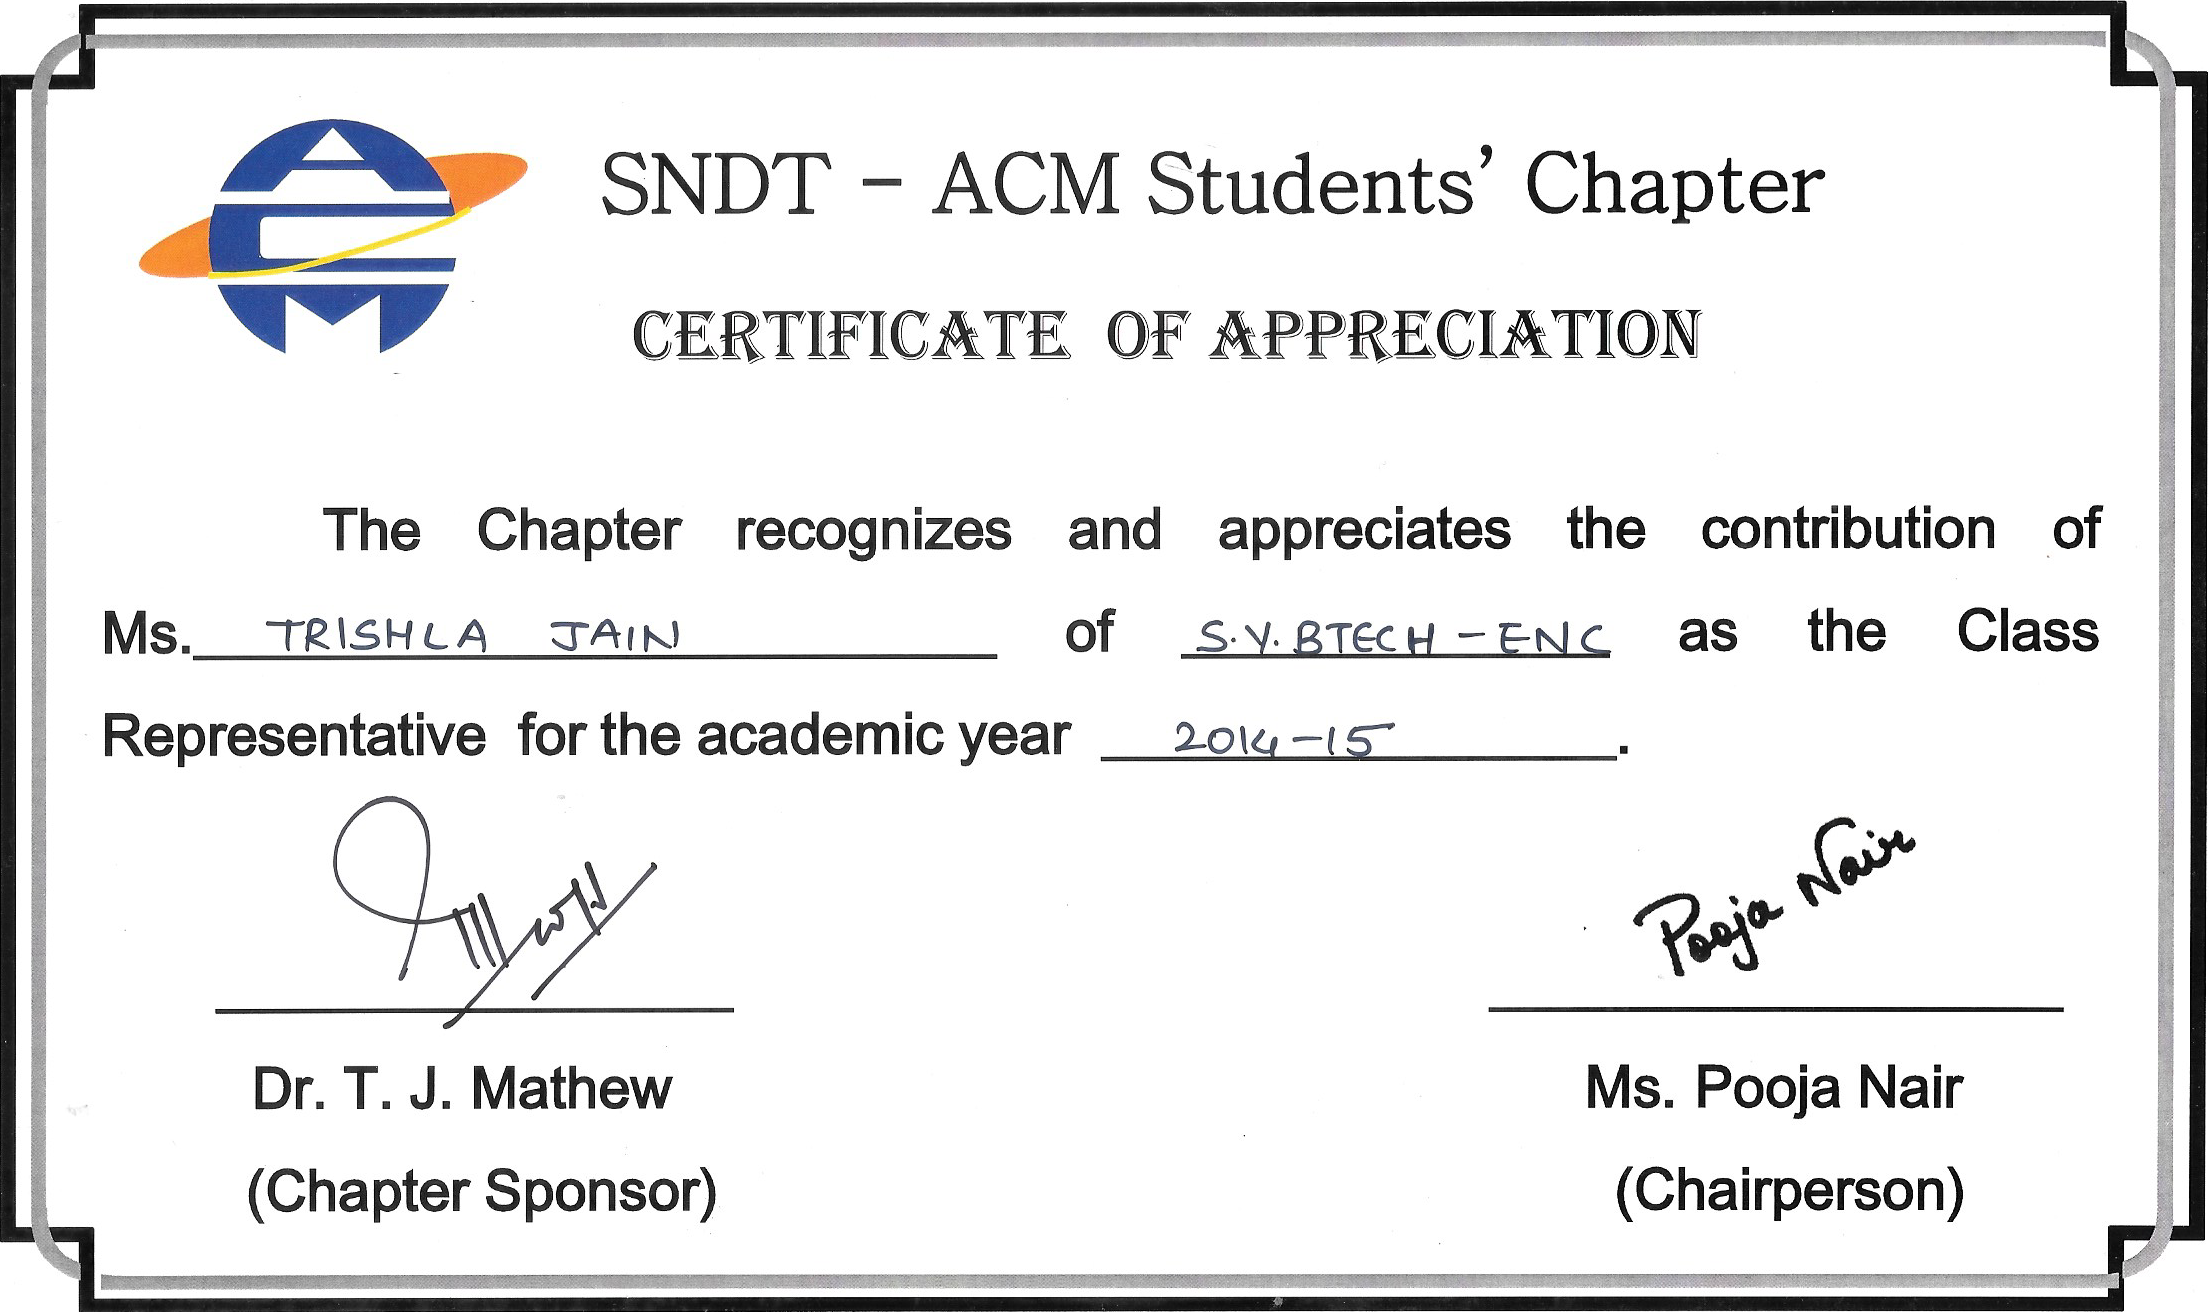 ACM
SNDT – ACM Students’ Chapter
CERTIFICATE OF APPRECIATION
The Chapter recognizes and appreciates the contribution of
Ms. TRISHLA JAIN of S.Y. BTECH – ENC as the Class
Representative for the academic year 2014-15.
Pooja Nair
Dr. T. J. Mathew Ms. Pooja Nair
(Chapter Sponsor) (Chairperson)